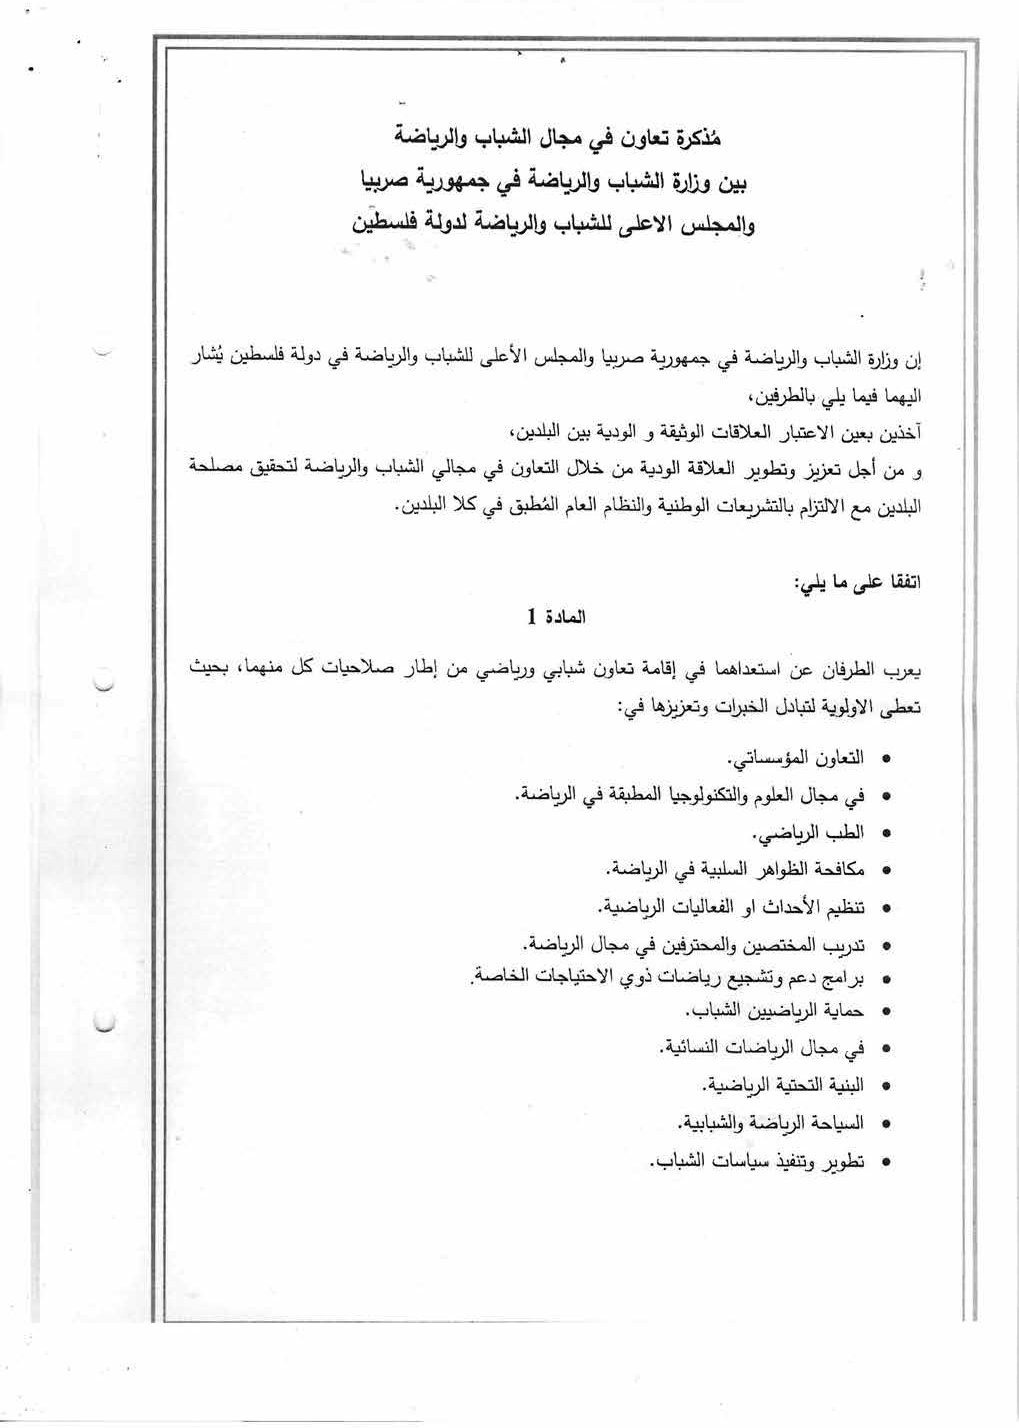 مُذكرة تعاون في مجال الشباب والرياضة
بين وزارة الشباب والرياضة في جمهورية صربيا
والمجلس الاعلى للشباب والرياضة لدولة فلسطين
إن وزارة الشباب والرياضة في جمهورية صربيا والمجلس الأعلى للشباب والرياضة في دولة فلسطين يُشار
اليهما فيما يلي بالطرفين،
آخذين بعين الاعتبار العلاقات الوثيقة و الودية بين البلدين،
و من أجل تعزيز وتطوير العلاقة الودية من خلال التعاون في مجالي الشباب والرياضة لتحقيق مصلحة
البلدين مع الالتزام بالتشريعات الوطنية والنظام العام المُطبق في كلا البلدين.
اتفقا على ما يلي:
المادة 1
يعرب الطرفان عن استعداهما في إقامة تعاون شبابي ورياضي من إطار صلاحيات كل منهما، بحيث
تعطى الاولوية لتبادل الخبرات وتعزيزها في:
• التعاون المؤسساتي.
• في مجال العلوم والتكنولوجيا المطبقة في الرياضة.
• الطب الرياضي.
• مكافحة الظواهر السلبية في الرياضة.
• تنظيم الأحداث او الفعاليات الرياضية.
• تدريب المختصين والمحترفين في مجال الرياضة.
• برامج دعم وتشجيع رياضات ذوي الاحتياجات الخاصة.
• حماية الرياضيين الشباب.
• في مجال الرياضات النسائية.
• البنية التحتية الرياضية.
• السياحة الرياضة والشبابية.
• تطوير وتنفيذ سياسات الشباب.